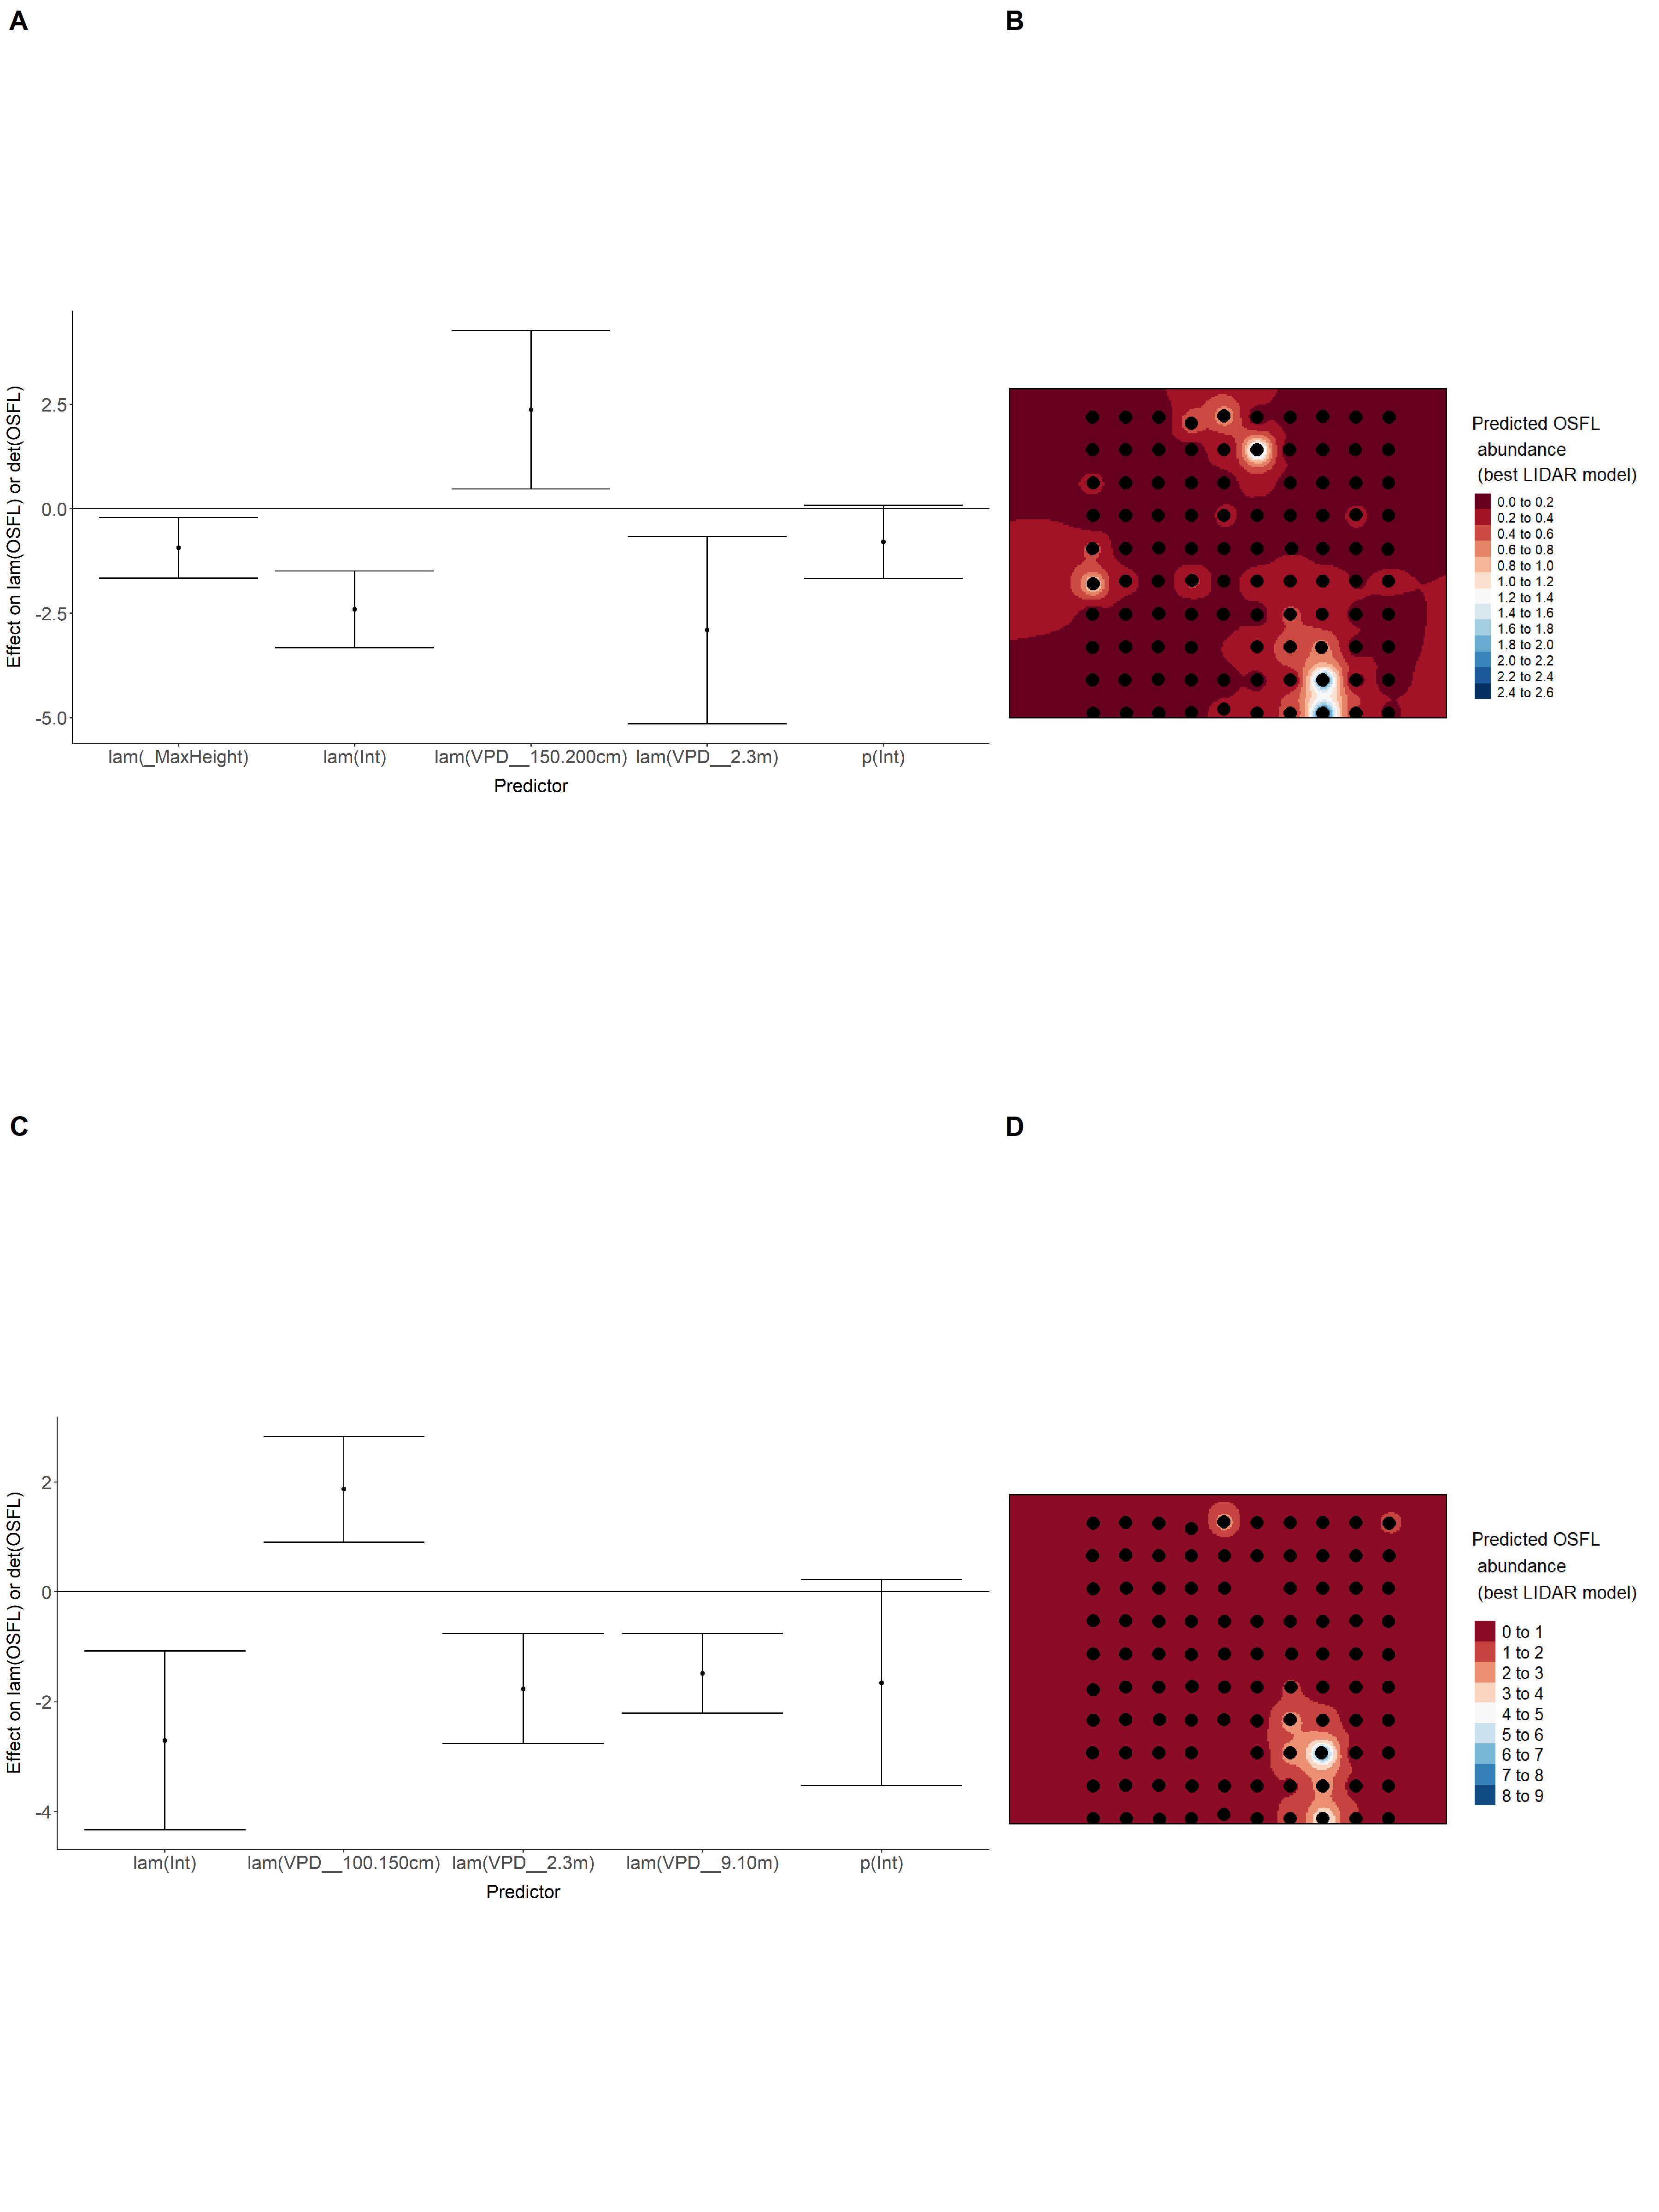 A
B
Effect on lam(OSFL) or det(OSFL)
2.5
0.0
-2.5
-5.0
lam(_MaxHeight)
lam(Int)
lam(VPD__150.200cm)
lam(VPD__2.3m)
p(Int)
Predictor
Predicted OSFL
abundance
(best LIDAR model)
0.0 to 0.2
0.2 to 0.4
0.4 to 0.6
0.6 to 0.8
0.8 to 1.0
1.0 to 1.2
1.2 to 1.4
1.4 to 1.6
1.6 to 1.8
1.8 to 2.0
2.0 to 2.2
2.2 to 2.4
2.4 to 2.6
C
D
Effect on lam(OSFL) or det(OSFL)
2
0
-2
-4
lam(Int)
lam(VPD__100.150cm)
lam(VPD__2.3m)
lam(VPD__9.10m)
p(Int)
Predictor
Predicted OSFL
abundance
(best LIDAR model)
0 to 1
1 to 2
2 to 3
3 to 4
4 to 5
5 to 6
6 to 7
7 to 8
8 to 9